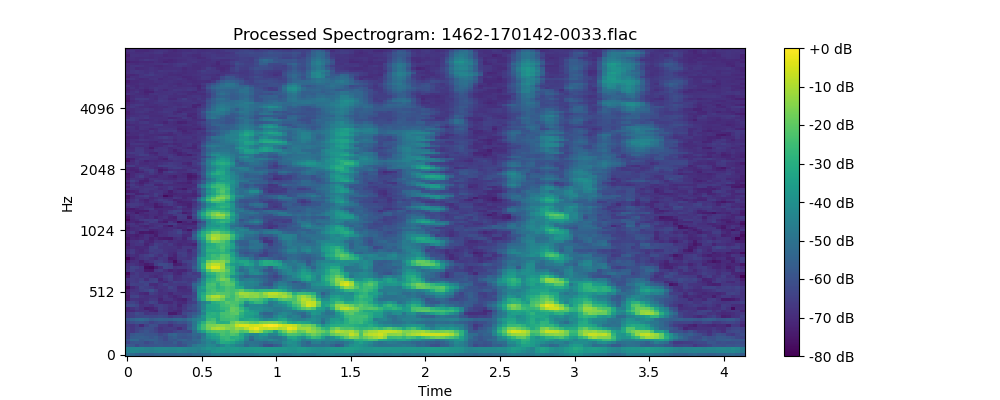 Processed Spectrogram: 1462-170142-0033.flac
+0 dB
-10 dB
4096
-20 dB
2048
-30 dB
Hz
-40 dB
1024
-50 dB
512
-60 dB
-70 dB
0
-80 dB
0 0.5 1 1.5 2 2.5 3 3.5 4
Time